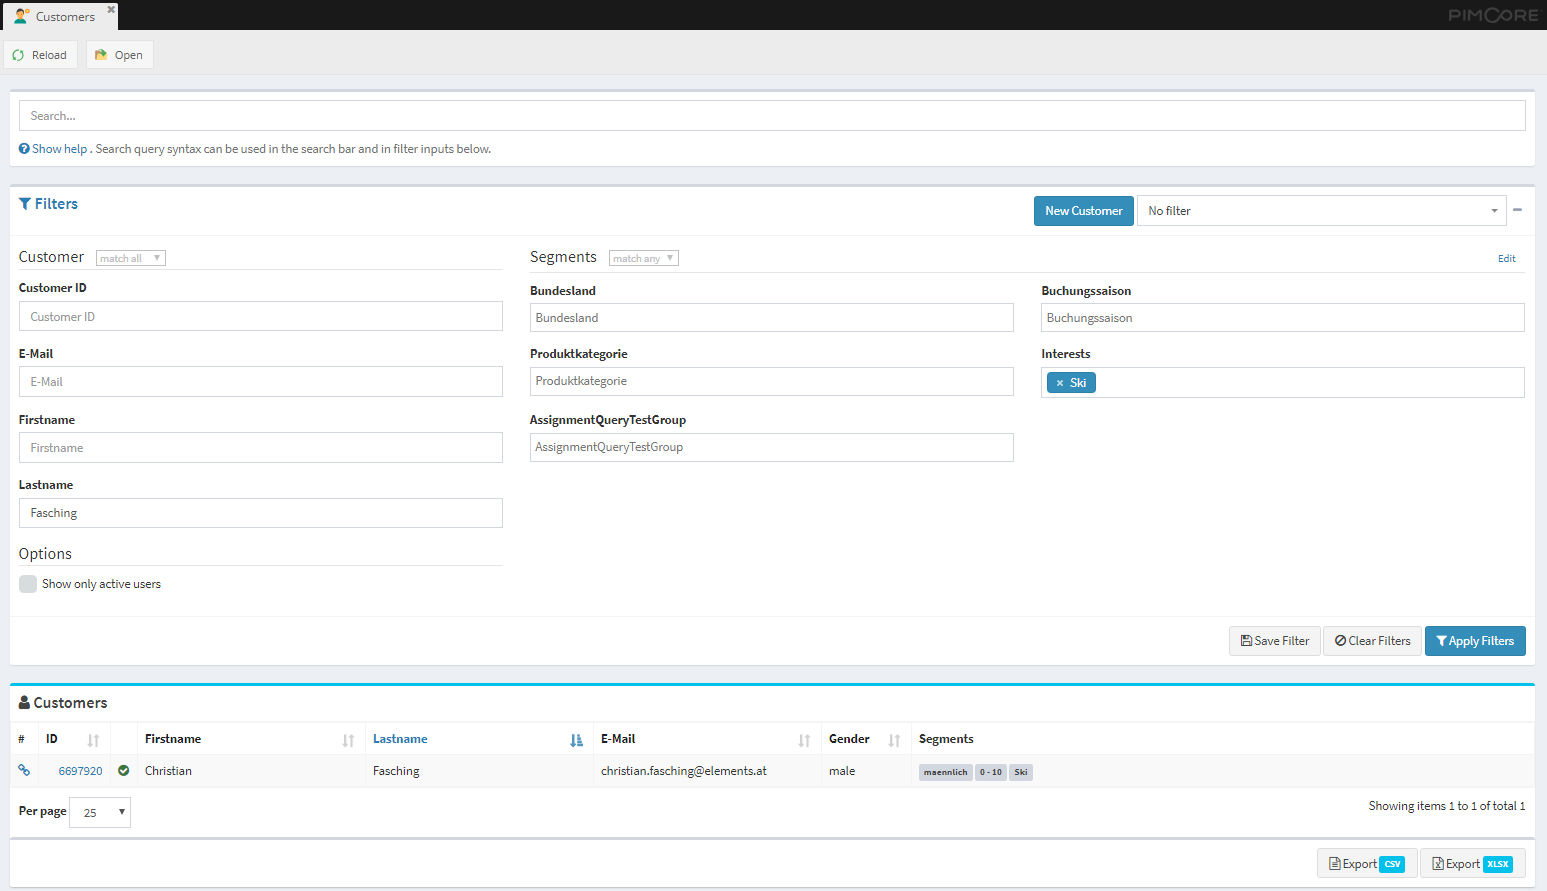 Customers
PIMCORE
Reload Open
Search...
Show help . Search query syntax can be used in the search bar and in filter inputs below.
Filters New Customer No filter
Customer match all Segments match any Edit
Customer ID Bundesland Buchungssaison
Customer ID Bundesland Buchungssaison
E-Mail Produktkategorie Interests
E-Mail Produktkategorie × Ski
Firstname AssignmentQueryTestGroup
Firstname AssignmentQueryTestGroup
Lastname
Fasching
Options
Show only active users
Save Filter Clear Filters Apply Filters
Customers
# ID Firstname Lastname E-Mail Gender Segments
6697920 Christian Fasching christian.fasching@elements.at male maennlich 0 - 10 Ski
Per page 25 Showing items 1 to 1 of total 1
Export CSV Export XLSX